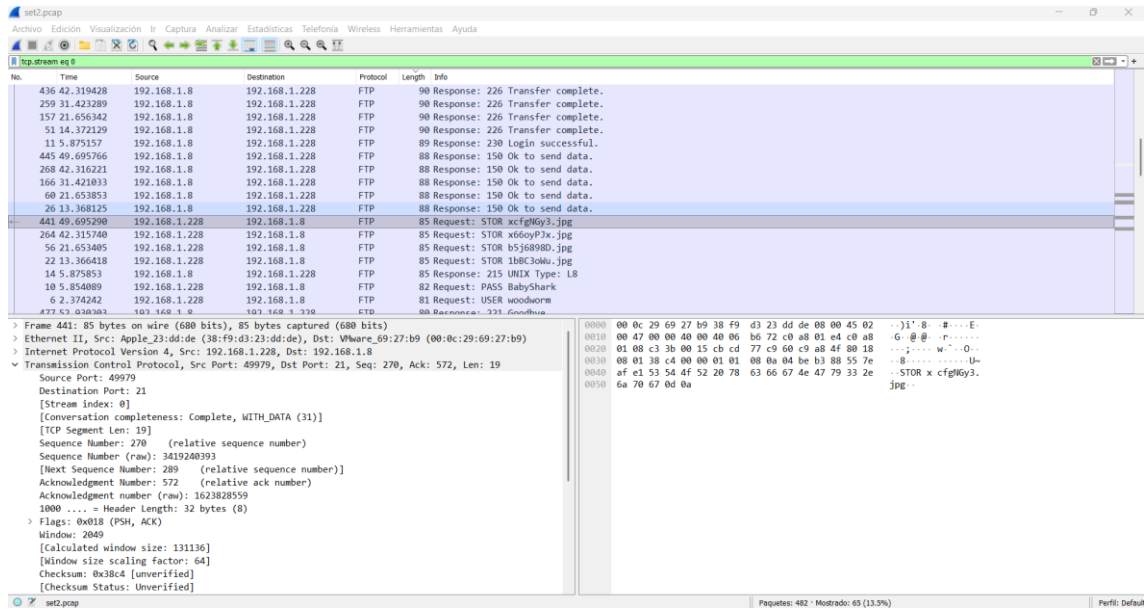 set2.pcap
Archivo Edición Visualización Ir Captura Analizar Estadísticas Telefonía Wireless Herramientas Ayuda
tcp.stream eq 0
No. Time Source Destination Protocol Length Info
436 42.319428 192.168.1.8 192.168.1.228 FTP 90 Response: 226 Transfer complete.
259 31.423289 192.168.1.8 192.168.1.228 FTP 90 Response: 226 Transfer complete.
157 21.656342 192.168.1.8 192.168.1.228 FTP 90 Response: 226 Transfer complete.
51 14.372129 192.168.1.8 192.168.1.228 FTP 90 Response: 226 Transfer complete.
11 5.875157 192.168.1.8 192.168.1.228 FTP 89 Response: 230 Login successful.
445 49.695766 192.168.1.8 192.168.1.228 FTP 88 Response: 150 Ok to send data.
268 42.316221 192.168.1.8 192.168.1.228 FTP 88 Response: 150 Ok to send data.
166 31.421033 192.168.1.8 192.168.1.228 FTP 88 Response: 150 Ok to send data.
60 21.653853 192.168.1.8 192.168.1.228 FTP 88 Response: 150 Ok to send data.
26 13.368125 192.168.1.8 192.168.1.228 FTP 88 Response: 150 Ok to send data.
441 49.695290 192.168.1.228 192.168.1.8 FTP 85 Request: STOR xcfgNGy3.jpg
264 42.315740 192.168.1.228 192.168.1.8 FTP 85 Request: STOR x66oyPJx.jpg
56 21.653405 192.168.1.228 192.168.1.8 FTP 85 Request: STOR b5j6898D.jpg
22 13.366418 192.168.1.228 192.168.1.8 FTP 85 Request: STOR 1bBC3oWu.jpg
14 5.875853 192.168.1.8 192.168.1.228 FTP 85 Response: 215 UNIX Type: L8
10 5.854089 192.168.1.228 192.168.1.8 FTP 82 Request: PASS BabyShark
6 2.374242 192.168.1.228 192.168.1.8 FTP 81 Request: USER woodworm
477 52.930203 192.168.1.8 192.168.1.228 FTP 80 Response: 221 Goodbye
Frame 441: 85 bytes on wire (680 bits), 85 bytes captured (680 bits)
Ethernet II, Src: Apple_23:dd:de (38:f9:d3:23:dd:de), Dst: VMware_69:27:b9 (00:0c:29:69:27:b9)
Internet Protocol Version 4, Src: 192.168.1.228, Dst: 192.168.1.8
Transmission Control Protocol, Src Port: 49979, Dst Port: 21, Seq: 270, Ack: 572, Len: 19
Source Port: 49979
Destination Port: 21
[Stream index: 0]
[Conversation completeness: Complete, WITH_DATA (31)]
[TCP Segment Len: 19]
Sequence Number: 270 (relative sequence number)
Sequence Number (raw): 3419240393
[Next Sequence Number: 289 (relative sequence number)]
Acknowledgment Number: 572 (relative ack number)
Acknowledgment number (raw): 1623828559
1000 .... = Header Length: 32 bytes (8)
Flags: 0x018 (PSH, ACK)
Window: 2049
[Calculated window size: 131136]
[Window size scaling factor: 64]
Checksum: 0x38c4 [unverified]
[Checksum Status: Unverified]
0000 00 0c 29 69 27 b9 38 f9 d3 23 dd de 08 00 45 02 ··)i'·8· ·#····E·
0010 00 47 00 00 40 00 40 06 b6 72 c0 a8 01 e4 c0 a8 ·G··@·@· ·r······
0020 01 08 c3 3b 00 15 cb cd 77 c9 60 c9 a8 4f 80 18 ···;···· w·`··O··
0030 08 01 38 c4 00 00 01 01 08 0a 04 be b3 88 55 7e ··8····· ······U~
0040 af e1 53 54 4f 52 20 78 63 66 67 4e 47 79 33 2e ··STOR x cfgNGy3.
0050 6a 70 67 0d 0a jpg··
set2.pcap
Paquetes: 482 · Mostrado: 65 (13.5%)
Perfil: Default